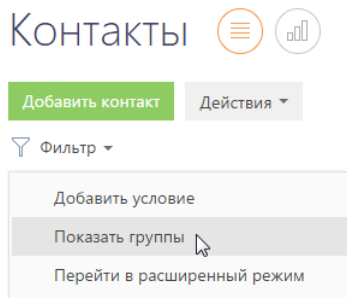 Контакты
Добавить контакт
Действия
Фильтр
Добавить условие
Показать группы
Перейти в расширенный режим